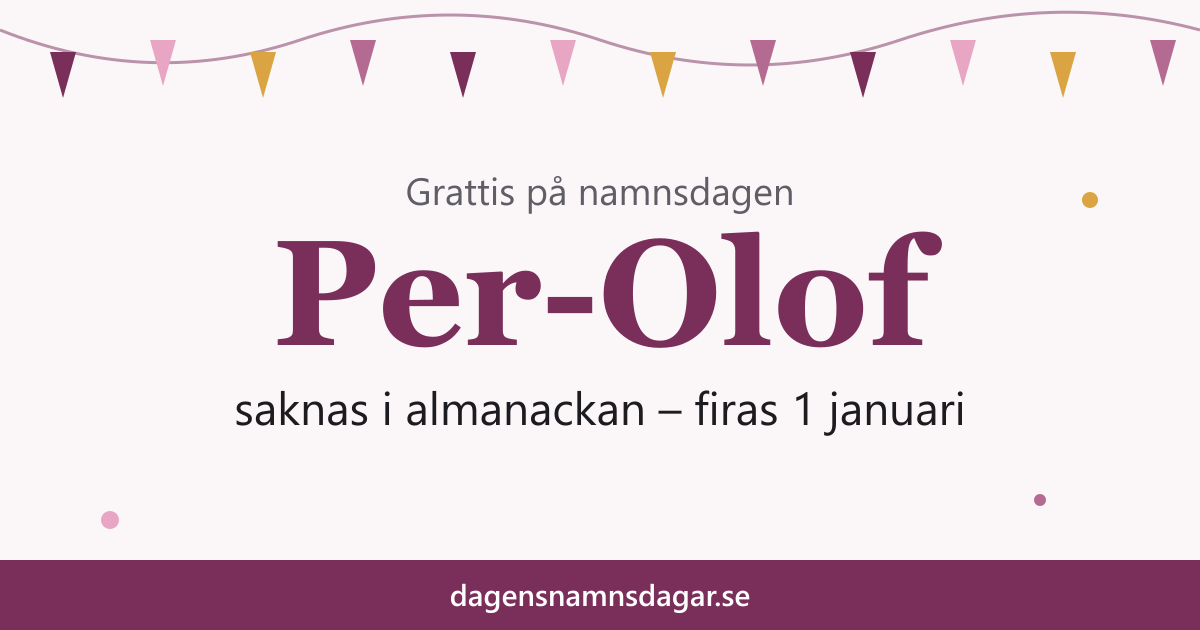 Grattis på namnsdagen
Per-Olof
saknas i almanackan – firas 1 januari
dagensnamnsdagar.se